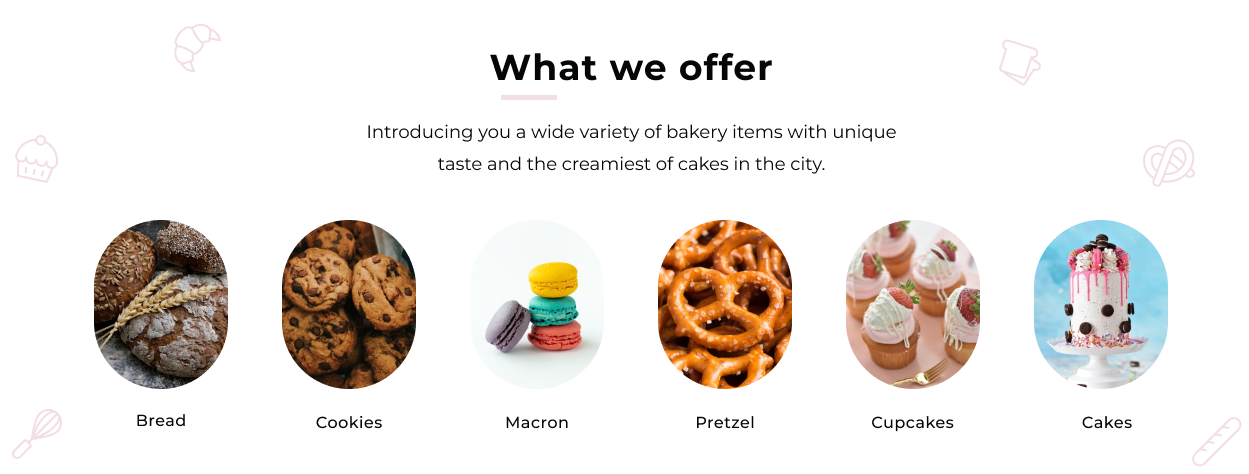 What we offer
Introducing you a wide variety of bakery items with unique
taste and the creamiest of cakes in the city.
Bread
Cookies
Macron
Pretzel
Cupcakes
Cakes